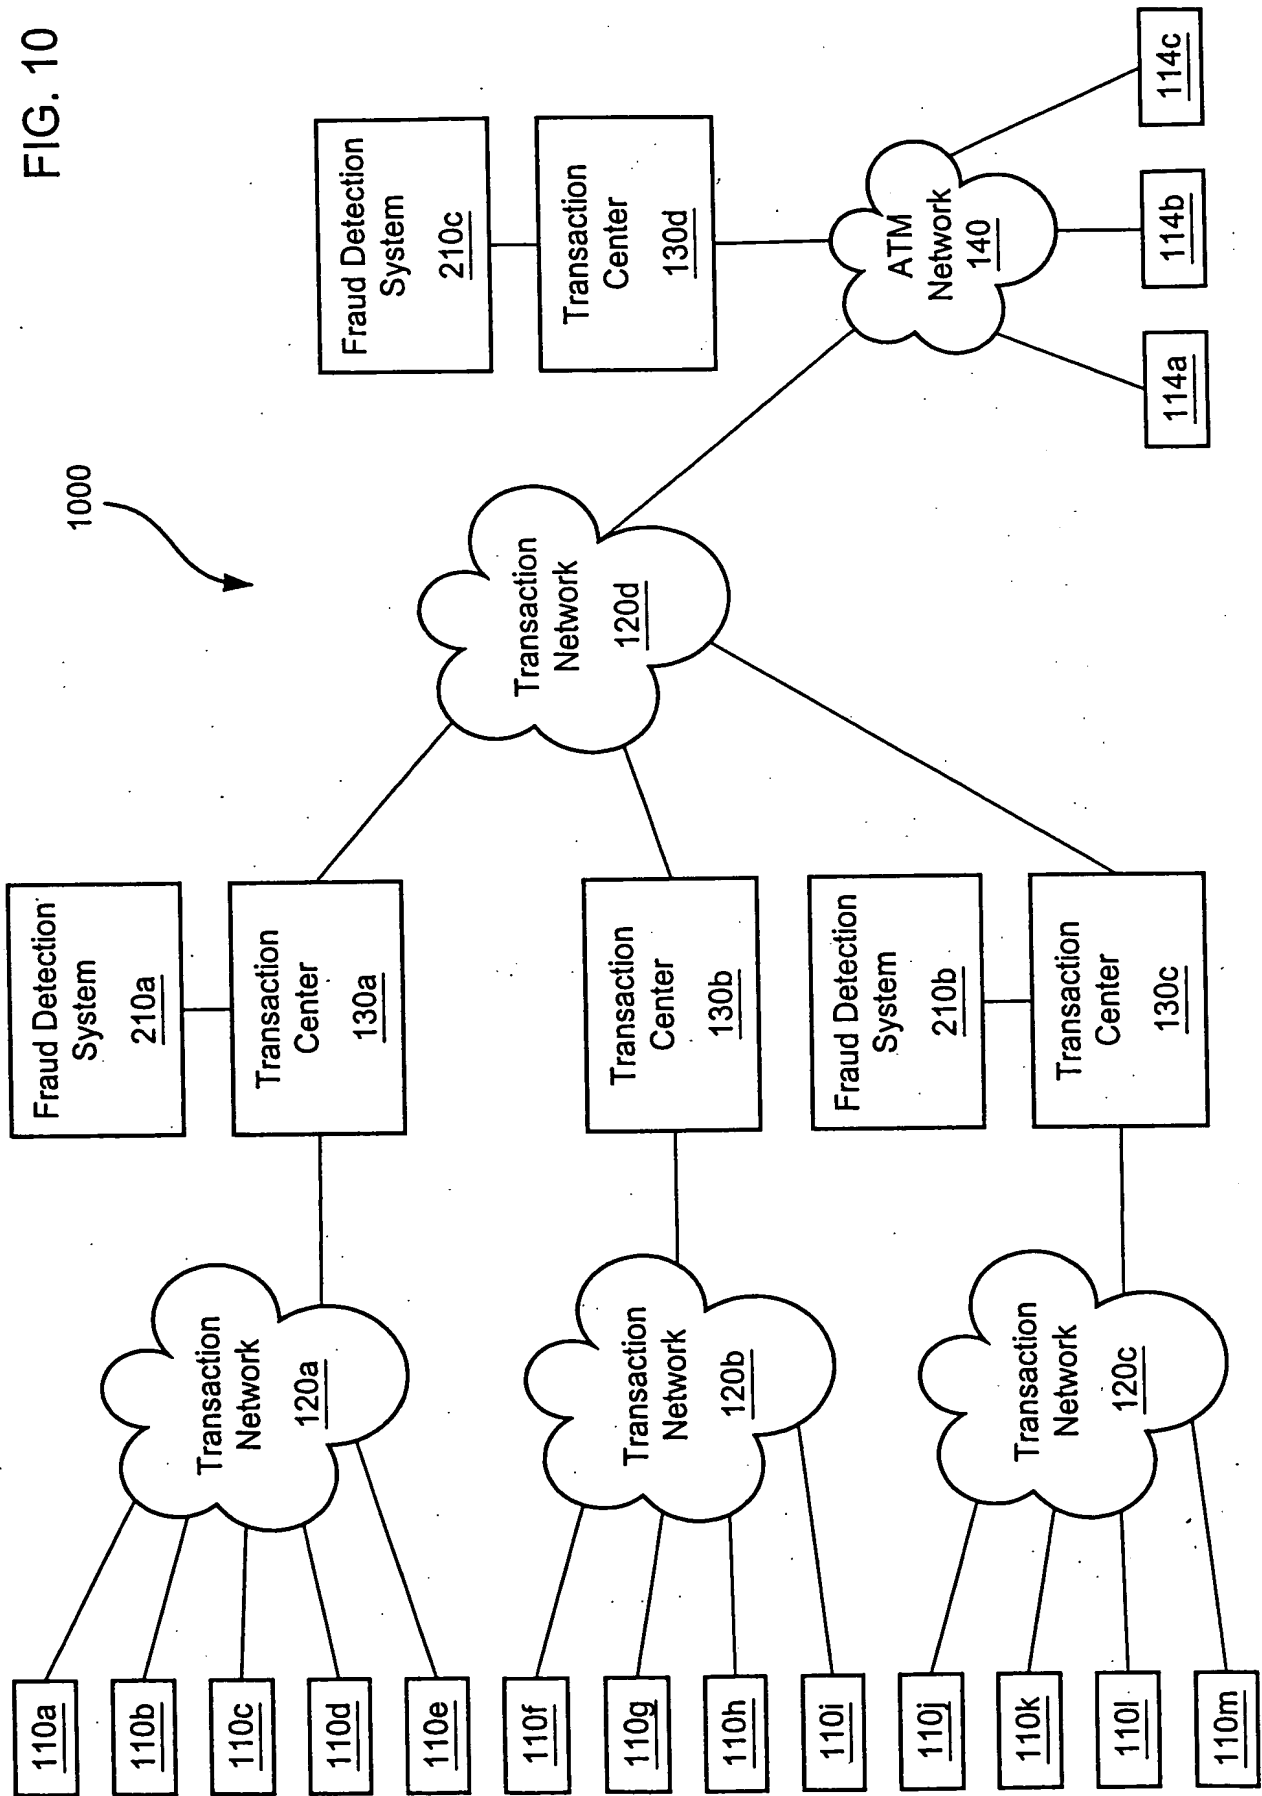 FIG. 10
1000
Fraud Detection
System
210a
Transaction
Center
130a
Transaction
Network
120a
110a
110b
110c
110d
110e
Transaction
Center
130b
Transaction
Network
120b
110f
110g
110h
110i
Fraud Detection
System
210b
Transaction
Center
130c
Transaction
Network
120c
110j
110k
110l
110m
Transaction
Network
120d
Fraud Detection
System
210c
Transaction
Center
130d
ATM
Network
140
114a
114b
114c